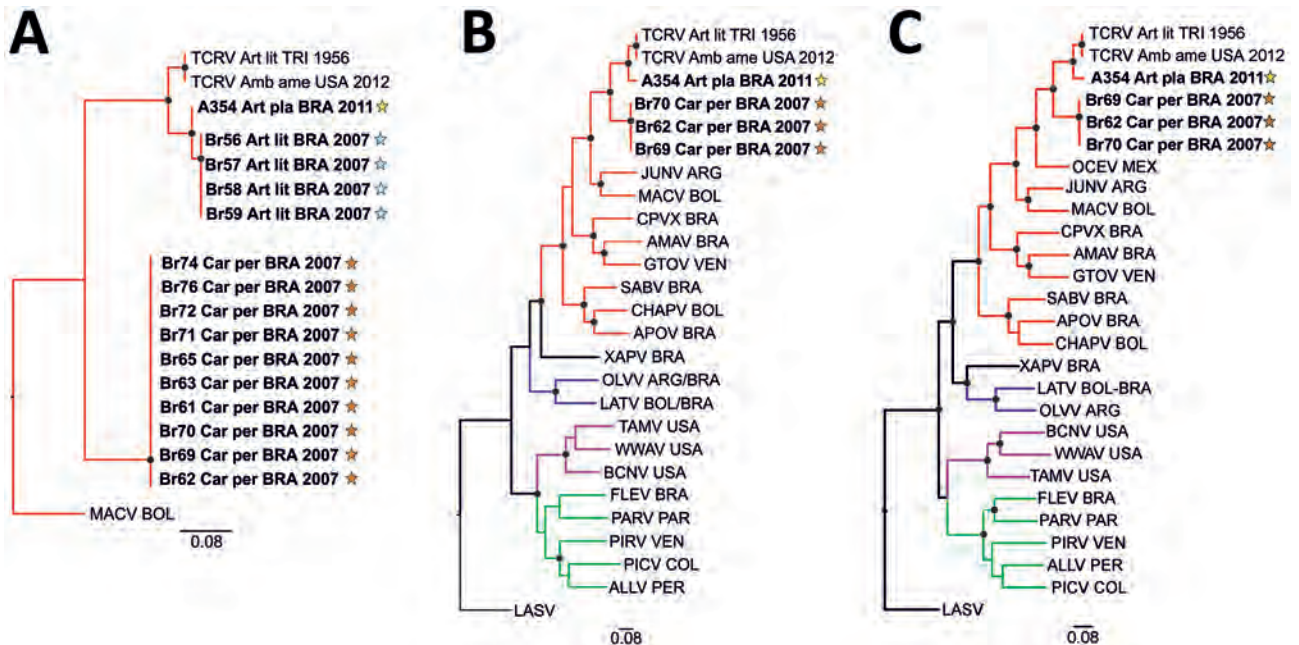 A
TCRV Art lit TRI 1956
TCRV Amb ame USA 2012
A354 Art pla BRA 2011
Br56 Art lit BRA 2007
Br57 Art lit BRA 2007
Br58 Art lit BRA 2007
Br59 Art lit BRA 2007
Br74 Car per BRA 2007
Br76 Car per BRA 2007
Br72 Car per BRA 2007
Br71 Car per BRA 2007
Br65 Car per BRA 2007
Br63 Car per BRA 2007
Br61 Car per BRA 2007
Br70 Car per BRA 2007
Br69 Car per BRA 2007
Br62 Car per BRA 2007
MACV BOL
0.08
B
TCRV Art lit TRI 1956
TCRV Amb ame USA 2012
A354 Art pla BRA 2011
Br70 Car per BRA 2007
Br62 Car per BRA 2007
Br69 Car per BRA 2007
JUNV ARG
MACV BOL
CPVX BRA
AMAV BRA
GTOV VEN
SABV BRA
CHAPV BOL
APOV BRA
XAPV BRA
OLVV ARG/BRA
LATV BOL/BRA
TAMV USA
WWAV USA
BCNV USA
FLEV BRA
PARV PAR
PIRV VEN
PICV COL
ALLV PER
LASV
0.08
C
TCRV Art lit TRI 1956
TCRV Amb ame USA 2012
A354 Art pla BRA 2011
Br69 Car per BRA 2007
Br62 Car per BRA 2007
Br70 Car per BRA 2007
OCEV MEX
JUNV ARG
MACV BOL
CPVX BRA
AMAV BRA
GTOV VEN
SABV BRA
APOV BRA
CHAPV BOL
XAPV BRA
LATV BOL-BRA
OLVV ARG
BCNV USA
WWAV USA
TAMV USA
FLEV BRA
PARV PAR
PIRV VEN
ALLV PER
PICV COL
LASV
0.08